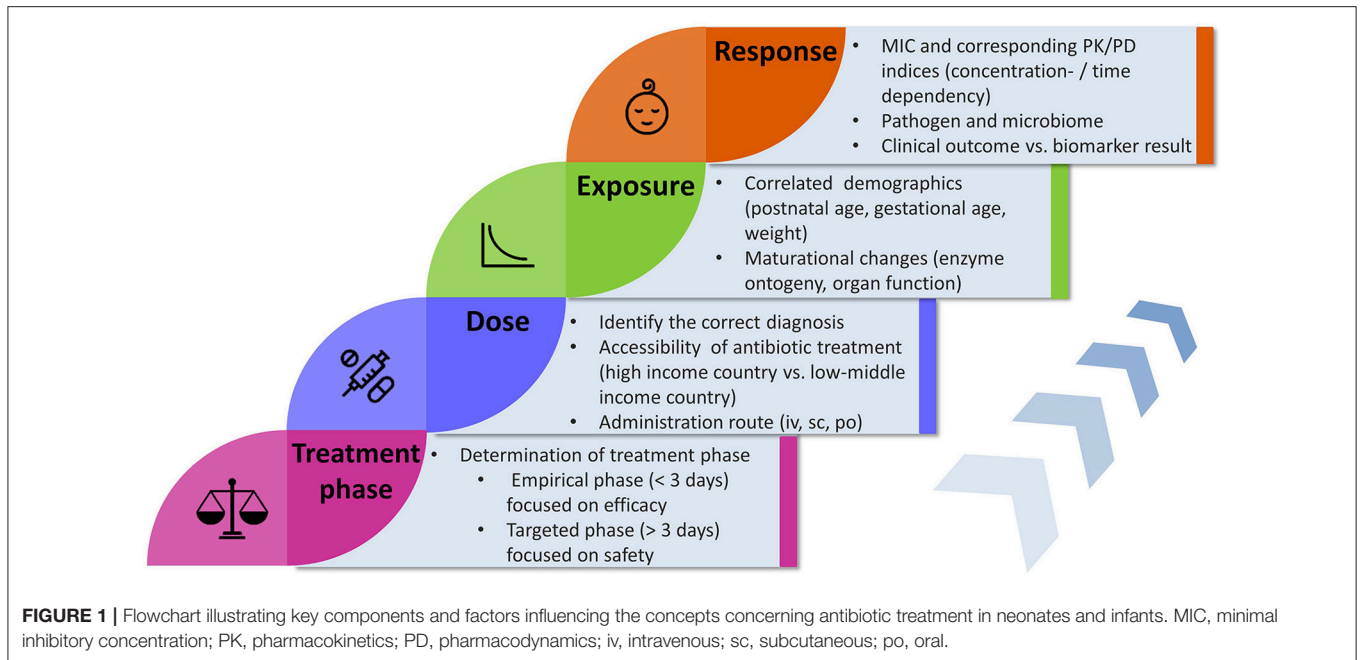 Response
• MIC and corresponding PK/PD
indices (concentration- / time
dependency)
• Pathogen and microbiome
• Clinical outcome vs. biomarker result
Exposure
• Correlated demographics
(postnatal age, gestational age,
weight)
• Maturational changes (enzyme
ontogeny, organ function)
Dose
• Identify the correct diagnosis
• Accessibility of antibiotic treatment
(high income country vs. low-middle
income country)
• Administration route (iv, sc, po)
Treatment
phase
• Determination of treatment phase
• Empirical phase (< 3 days)
focused on efficacy
• Targeted phase (> 3 days)
focused on safety
FIGURE 1 | Flowchart illustrating key components and factors influencing the concepts concerning antibiotic treatment in neonates and infants. MIC, minimal
inhibitory concentration; PK, pharmacokinetics; PD, pharmacodynamics; iv, intravenous; sc, subcutaneous; po, oral.